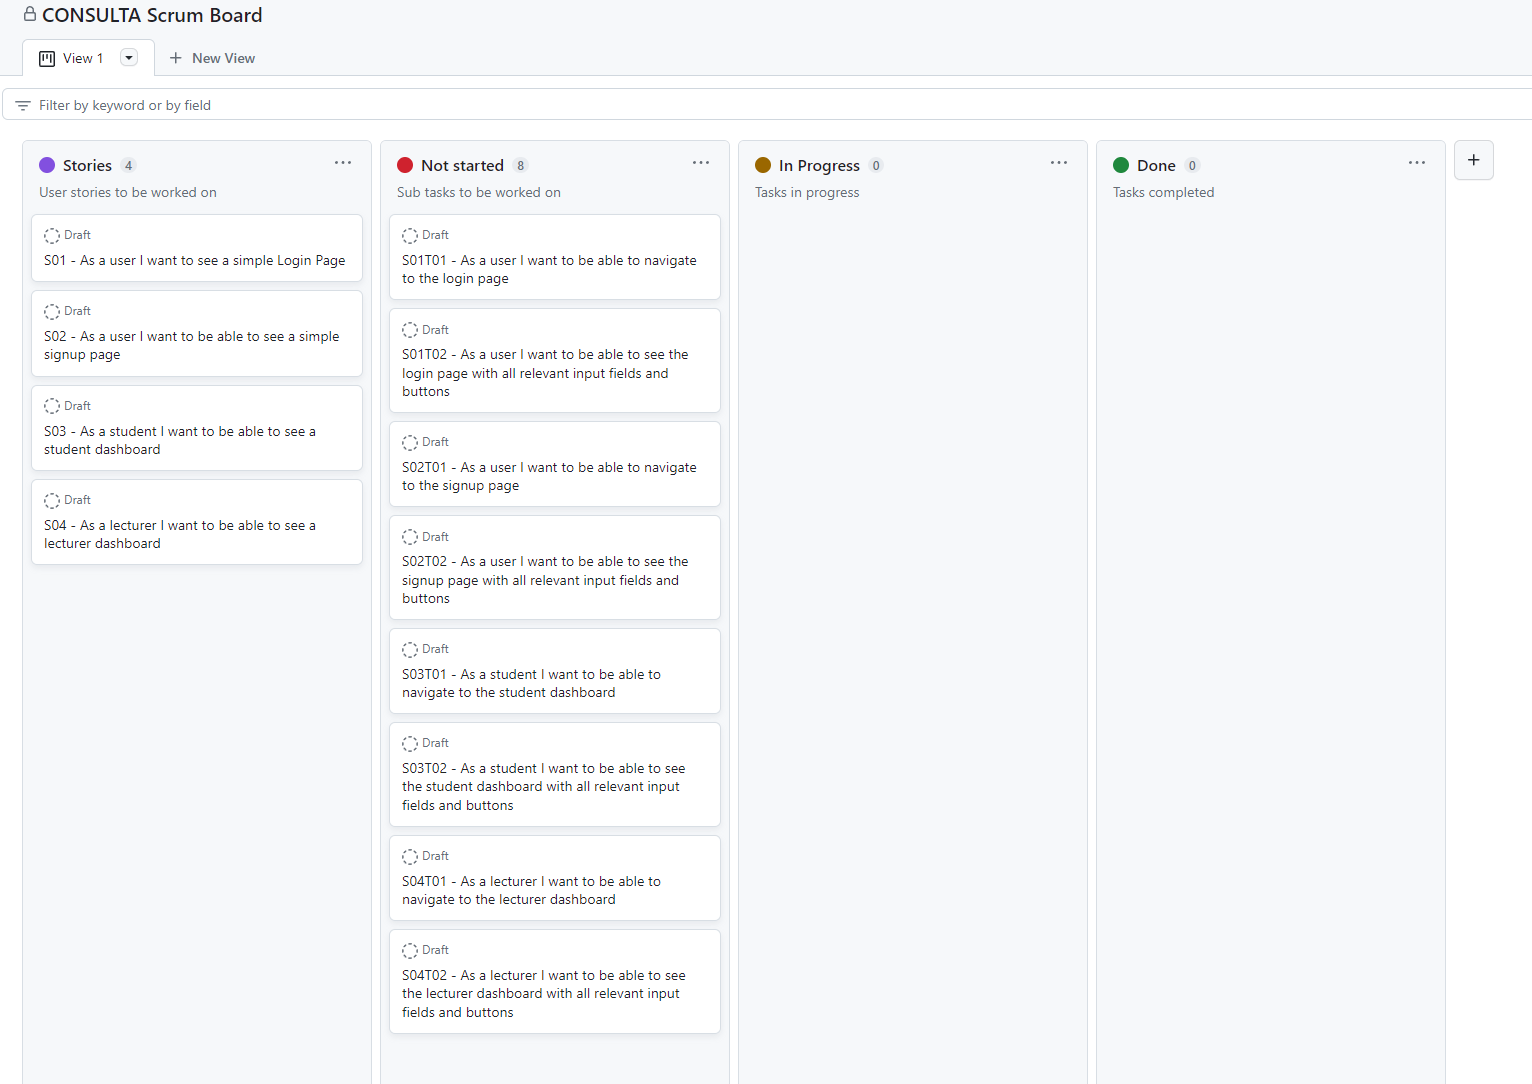 CONSULTA Scrum Board
View 1
New View
Filter by keyword or by field
Stories 4
User stories to be worked on
Draft
S01 - As a user I want to see a simple Login Page
Draft
S02 - As a user I want to be able to see a simple
signup page
Draft
S03 - As a student I want to be able to see a
student dashboard
Draft
S04 - As a lecturer I want to be able to see a
lecturer dashboard
Not started 8
Sub tasks to be worked on
Draft
S01T01 - As a user I want to be able to navigate
to the login page
Draft
S01T02 - As a user I want to be able to see the
login page with all relevant input fields and
buttons
Draft
S02T01 - As a user I want to be able to navigate
to the signup page
Draft
S02T02 - As a user I want to be able to see the
signup page with all relevant input fields and
buttons
Draft
S03T01 - As a student I want to be able to
navigate to the student dashboard
Draft
S03T02 - As a student I want to be able to see
the student dashboard with all relevant input
fields and buttons
Draft
S04T01 - As a lecturer I want to be able to
navigate to the lecturer dashboard
Draft
S04T02 - As a lecturer I want to be able to see
the lecturer dashboard with all relevant input
fields and buttons
In Progress 0
Tasks in progress
Done 0
Tasks completed